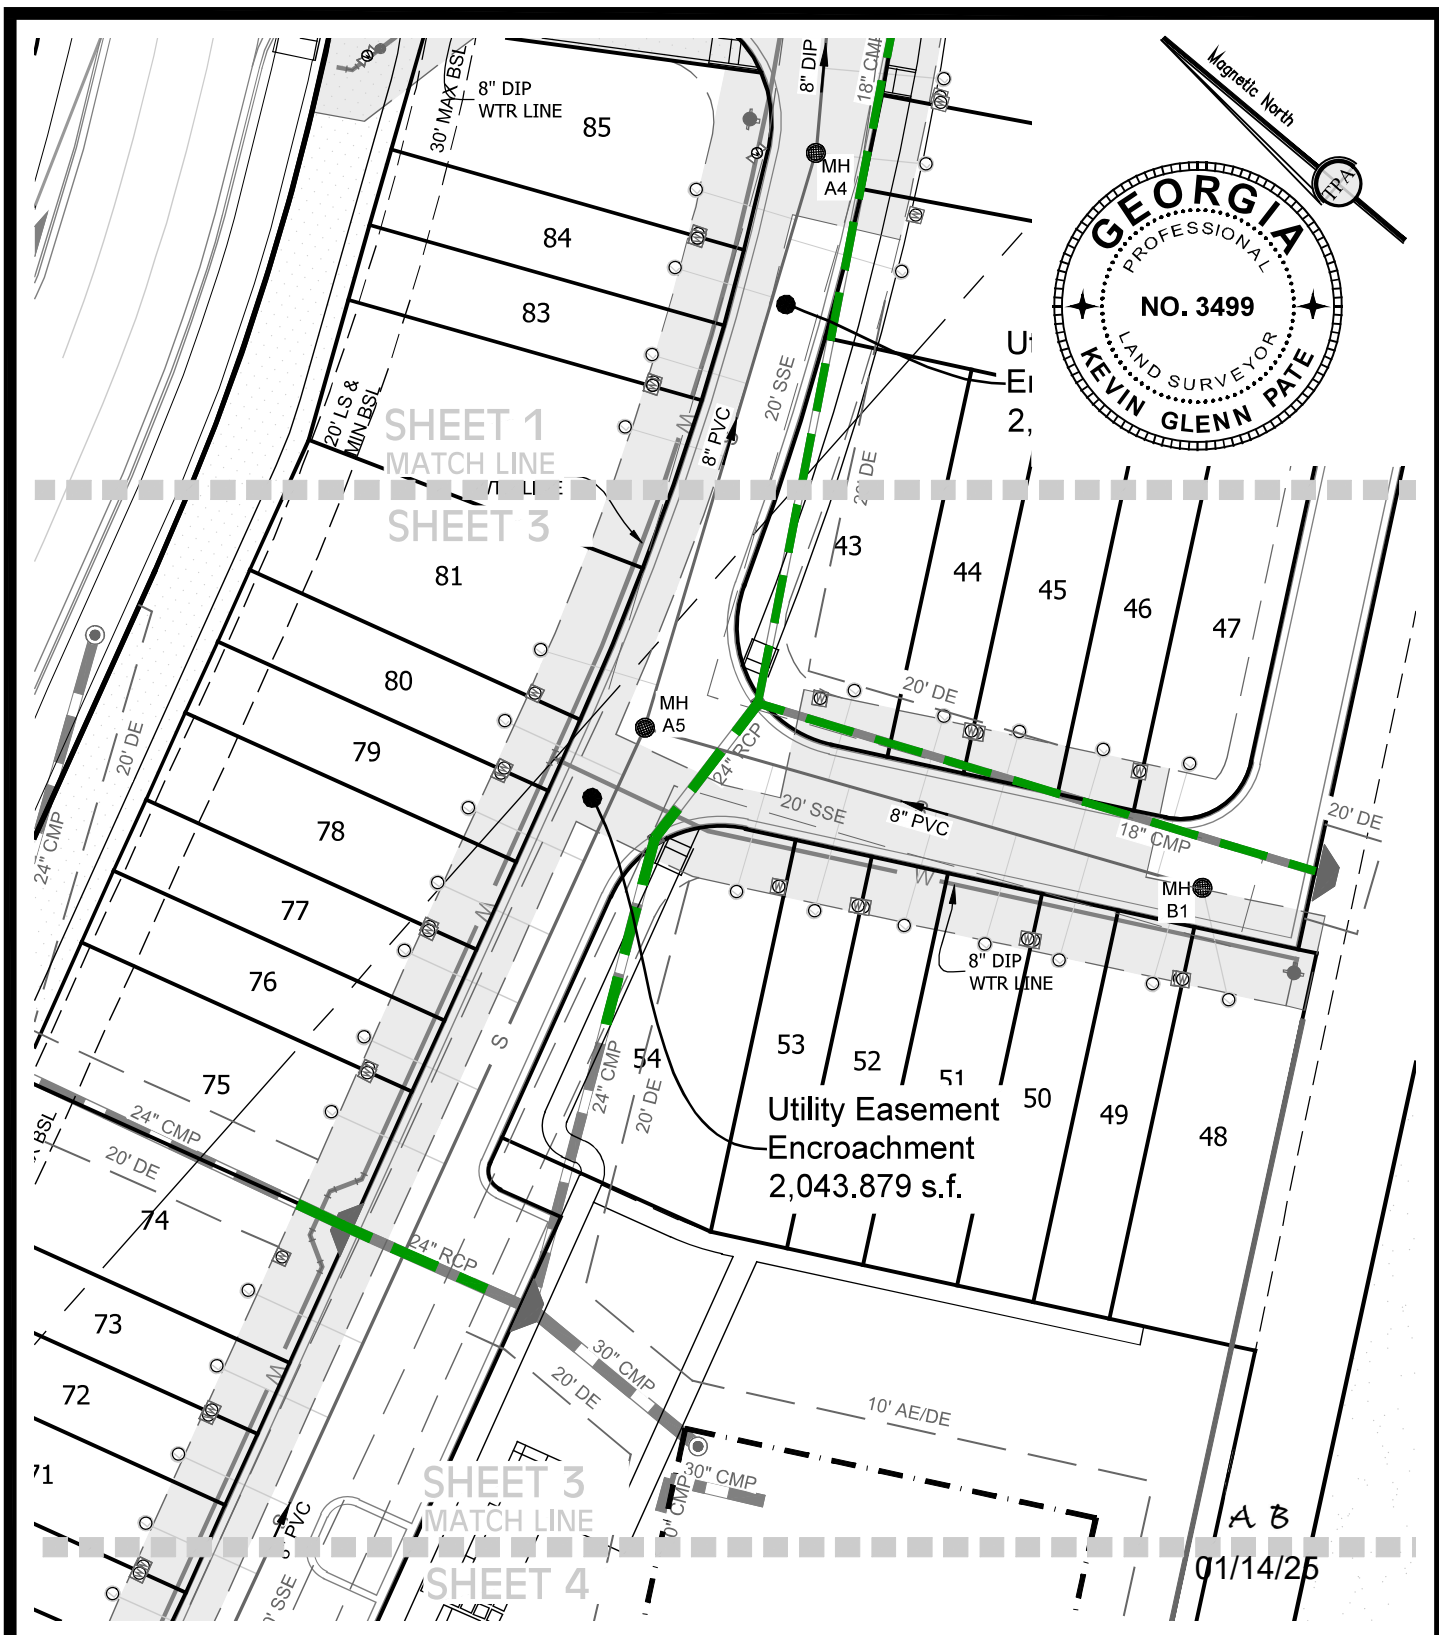 8" DIP
WTR LINE
30' MAX BSL
85
8" DIP
18" CMP
Magnetic North
TPA
MH
A4
GEORGIA
PROFESSIONAL
NO. 3499
LAND SURVEYOR
KEVIN GLENN PATE
84
83
20' SSE
20' LS &
MIN BSL
SHEET 1
MATCH LINE
SHEET 3
8" PVC
W
20' DE
81
43
44
45
46
47
80
20' DE
MH
A5
20' DE
79
24" RCP
20' SSE
8" PVC
18" CMP
20' DE
78
24" CMP
W
MH
B1
77
W
8" DIP
WTR LINE
76
S
53
52
51
50
49
48
54
24" CMP
20' DE
75
24" CMP
20' DE
Utility Easement
Encroachment
2,043.879 s.f.
74
24" RCP
73
W
30" CMP
20' DE
72
10' AE/DE
71
SHEET 3
MATCH LINE
SHEET 4
30" CMP
8" PVC
20' SSE
A B
01/14/25